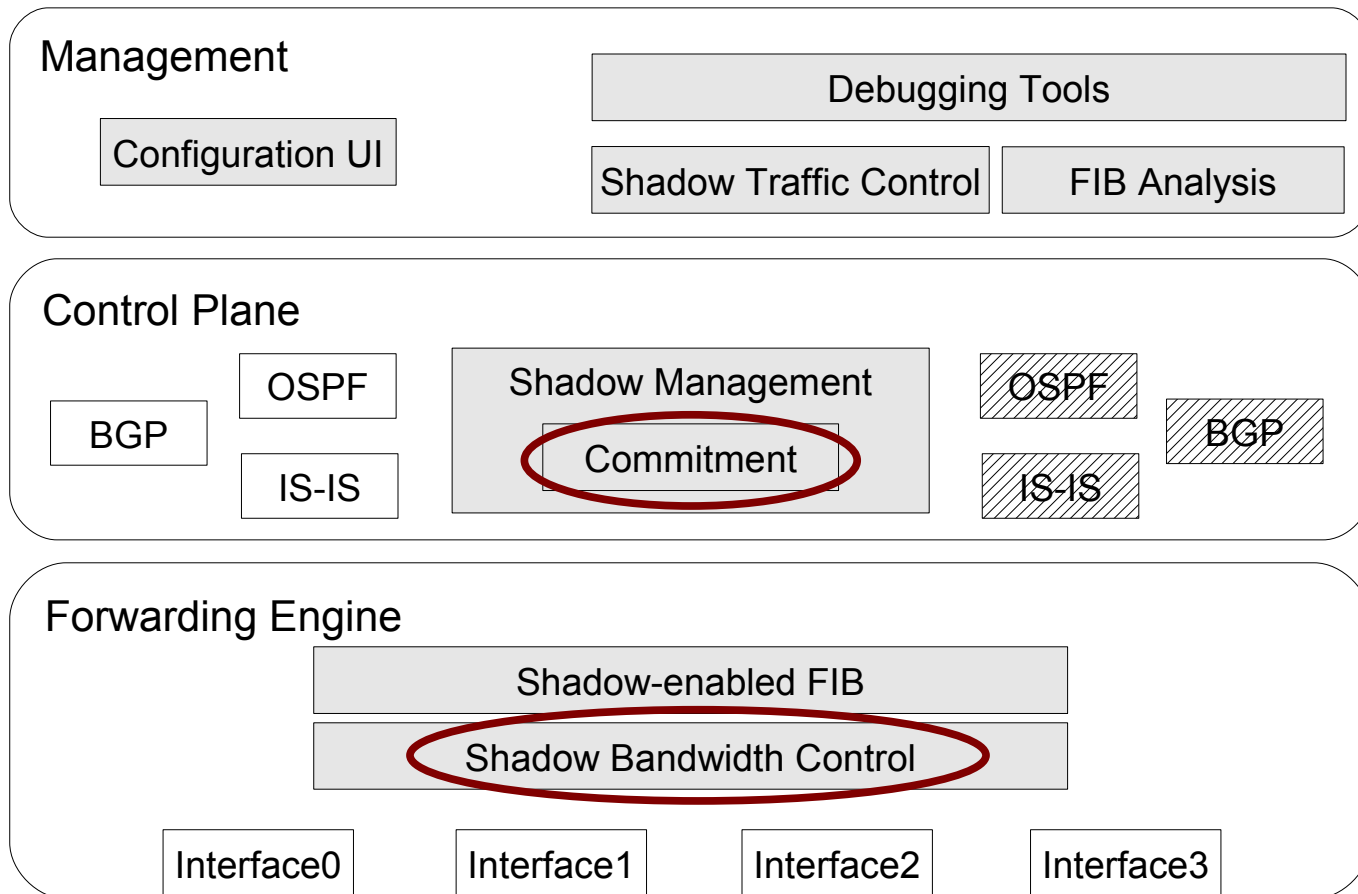 Management
Debugging Tools
Configuration UI
Shadow Traffic Control
FIB Analysis
Control Plane
OSPF
Shadow Management
OSPF
BGP
Commitment
BGP
IS-IS
IS-IS
Forwarding Engine
Shadow-enabled FIB
Shadow Bandwidth Control
Interface0
Interface1
Interface2
Interface3